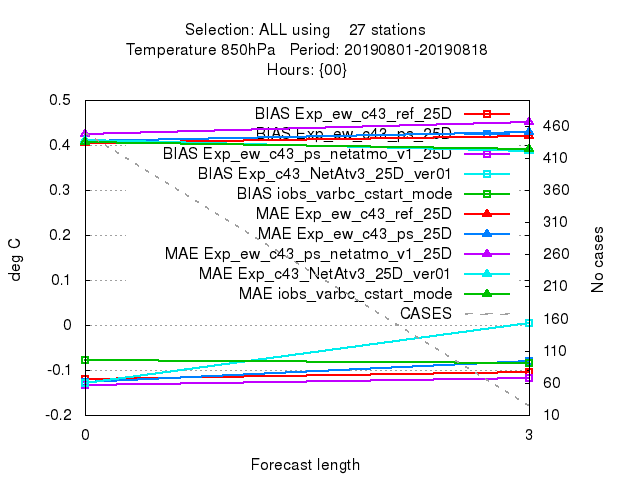 Selection: ALL using 27 stations
Temperature 850hPa Period: 20190801-20190818
Hours: {00}
0.5
0.4
0.3
0.2
0.1
0
-0.1
-0.2
deg C
BIAS Exp_ew_c43_ref_25D
BIAS Exp_ew_c43_ps_25D
BIAS Exp_ew_c43_ps_netatmo_v1_25D
BIAS Exp_c43_NetAtv3_25D_ver01
BIAS iobs_varbc_cstart_mode
MAE Exp_ew_c43_ref_25D
MAE Exp_ew_c43_ps_25D
MAE Exp_ew_c43_ps_netatmo_v1_25D
MAE Exp_c43_NetAtv3_25D_ver01
MAE iobs_varbc_cstart_mode
CASES
460
410
360
310
260
210
160
110
60
10
No cases
0 3
Forecast length